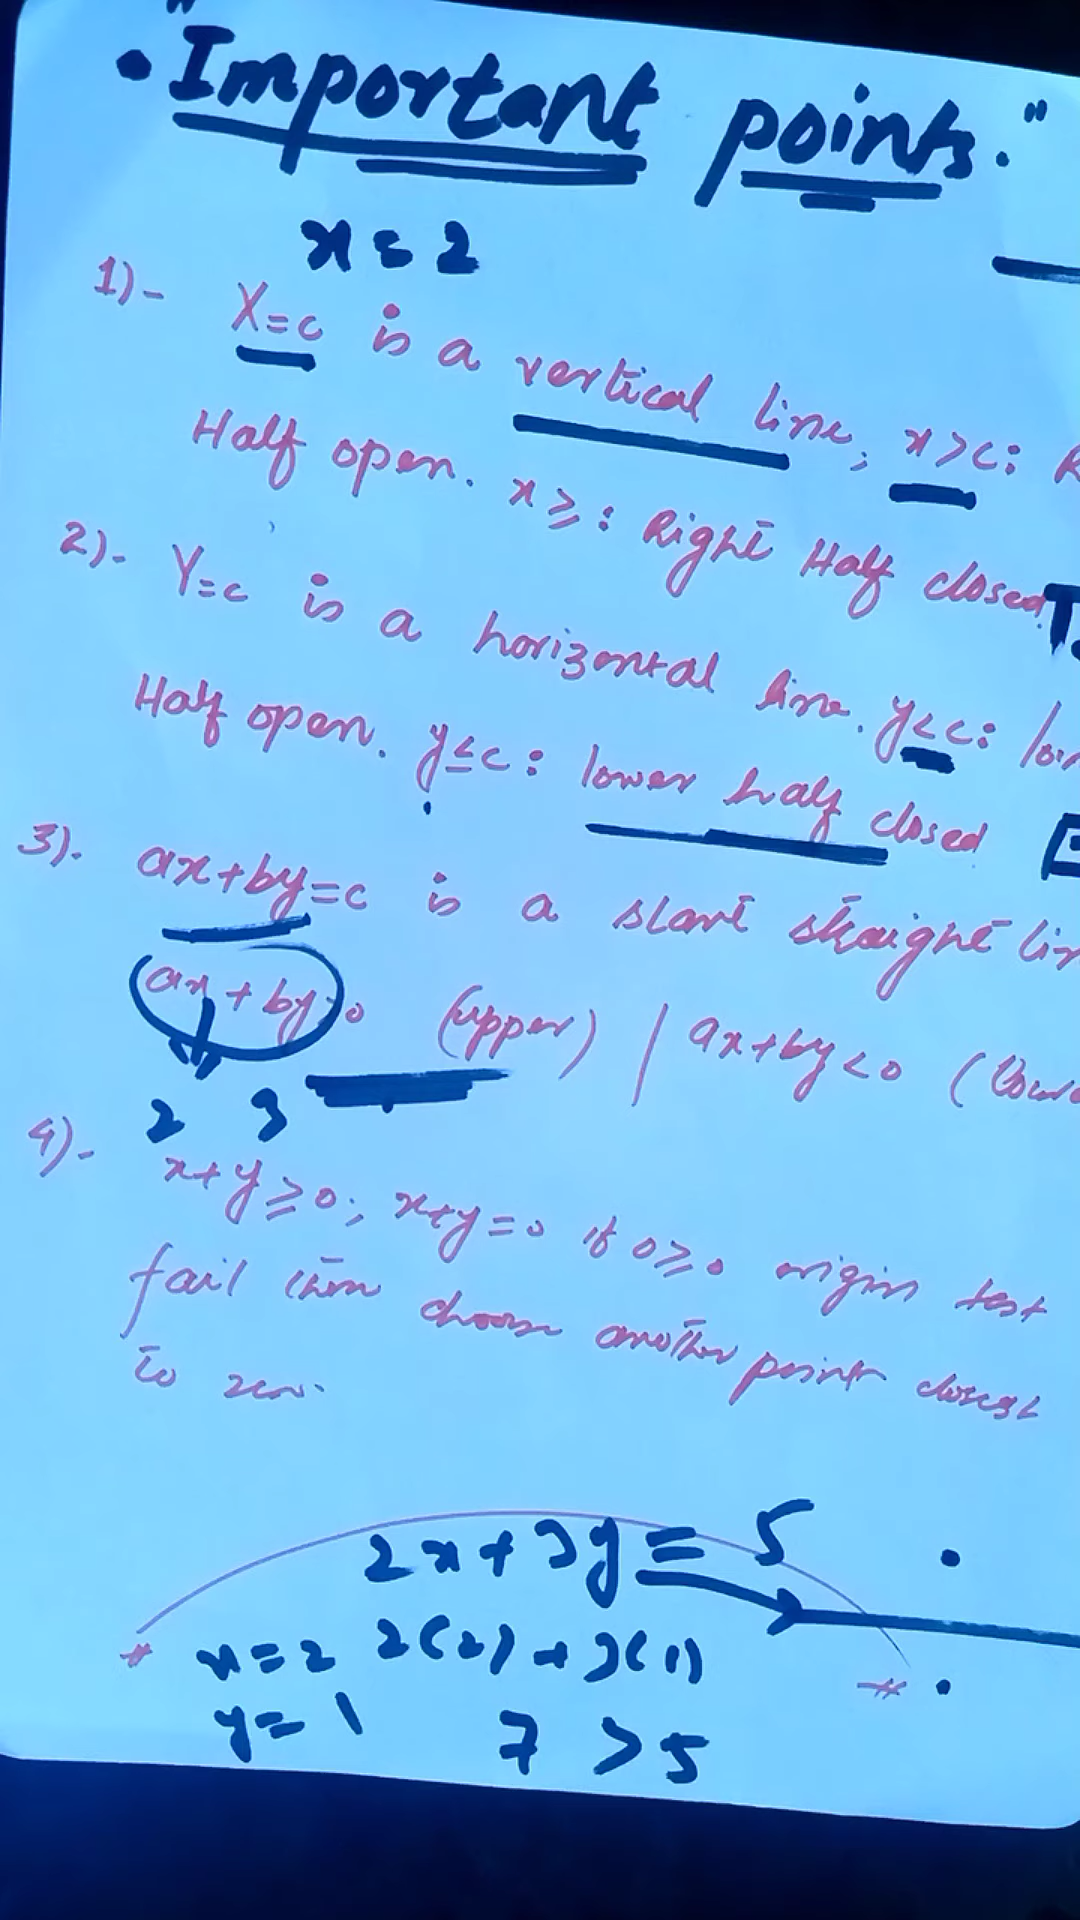 • "Important points."
x = 2
1)- X=c is a vertical line, x>c: R
Half open. x≥: Right Half closed.
2)- Y=c is a horizontal line. y<c: low
Half open. y≤c: lower half closed
3). ax+by=c is a slant straight lin
ax+by>0 (upper) | ax+by<0 (Lowe
2 3
4)- x+y≥0; x+y=0 if 0≥0 origin test
fail then choose another point closest
to zero.
2x+3y = 5
x=2 2(2)+3(1)
y=1 7 >5